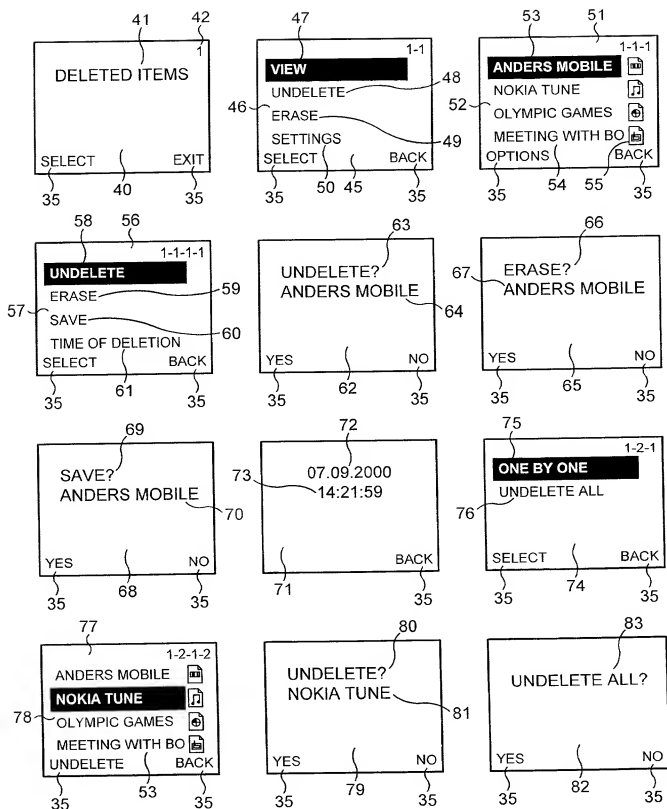 41 42
1
DELETED ITEMS
SELECT EXIT
35 40 35
47
1-1
VIEW
UNDELETE 48
46
ERASE
49
SETTINGS
SELECT BACK
35 50 45 35
53 51
1-1-1
ANDERS MOBILE
NOKIA TUNE
52
OLYMPIC GAMES
MEETING WITH BO
OPTIONS BACK
35 54 55 35
58 56
1-1-1-1
UNDELETE
ERASE 59
57
SAVE
60
TIME OF DELETION
SELECT BACK
35 61 35
63
UNDELETE?
ANDERS MOBILE
64
YES NO
35 62 35
66
ERASE?
67
ANDERS MOBILE
YES NO
35 65 35
69
SAVE?
ANDERS MOBILE
70
YES NO
35 68 35
72
07.09.2000
73
14:21:59
BACK
71 35
75
1-2-1
ONE BY ONE
UNDELETE ALL
76
SELECT BACK
35 74 35
77
1-2-1-2
ANDERS MOBILE
NOKIA TUNE
78 OLYMPIC GAMES
MEETING WITH BO
UNDELETE BACK
35 53 35
80
UNDELETE?
NOKIA TUNE
81
YES NO
35 79 35
83
UNDELETE ALL?
YES NO
35 82 35